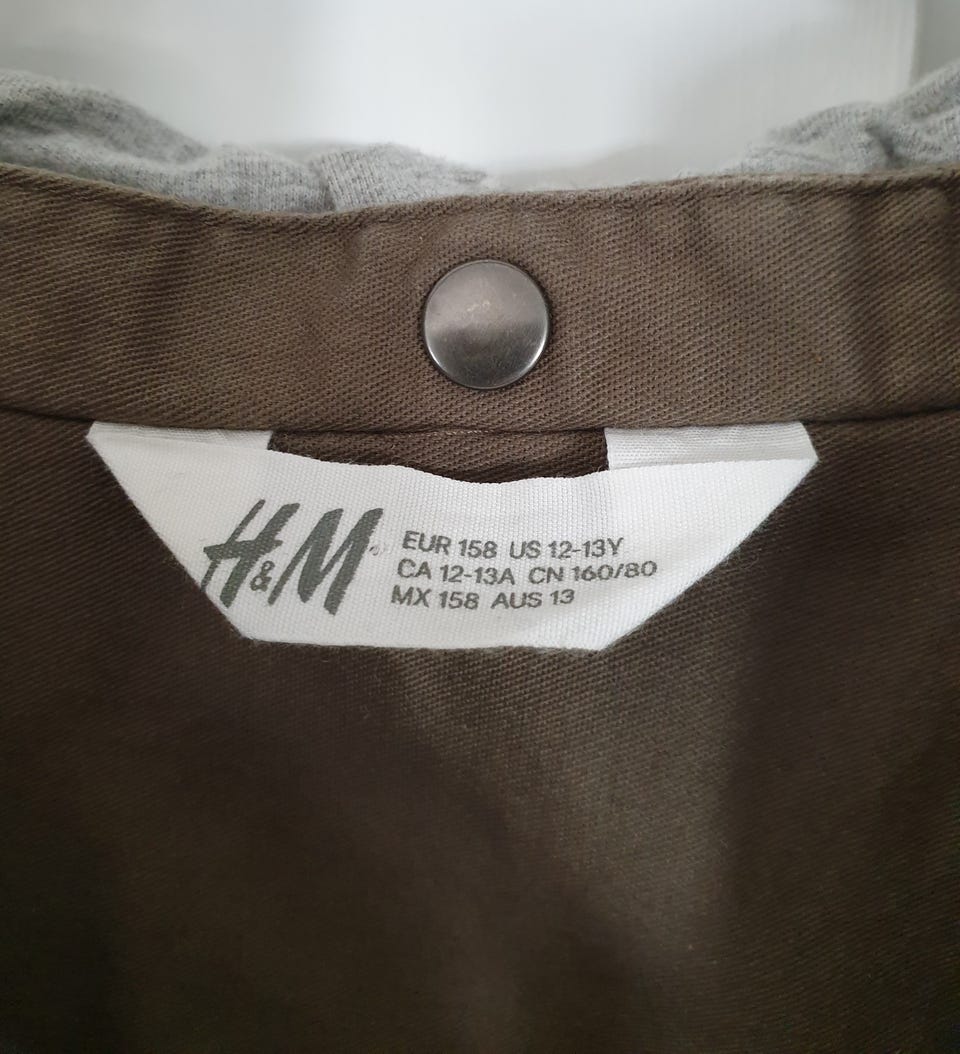 H&M
EUR 158 US 12-13Y
CA 12-13A CN 160/80
MX 158 AUS 13